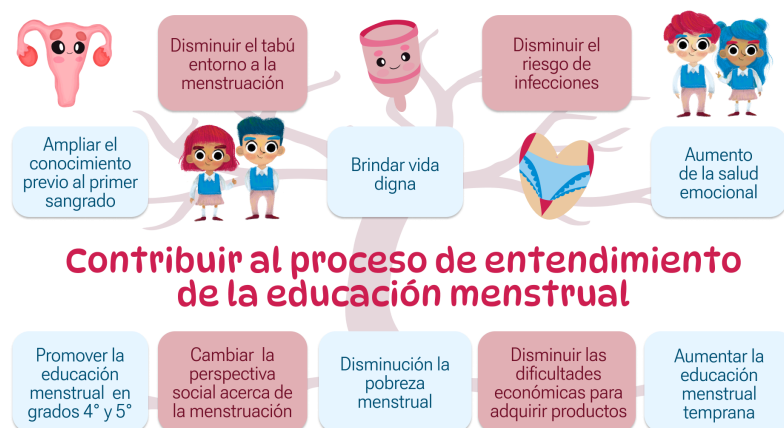 Disminuir el tabú
entorno a la
menstruación
Disminuir el
riesgo de
infecciones
Ampliar el
conocimiento
previo al primer
sangrado
Brindar vida
digna
Aumento
de la salud
emocional
Contribuir al proceso de entendimiento
de la educación menstrual
Promover la
educación
menstrual en
grados 4° y 5°
Cambiar la
perspectiva
social acerca de
la menstruación
Disminución la
pobreza
menstrual
Disminuir las
dificultades
económicas para
adquirir productos
Aumentar la
educación
menstrual
temprana